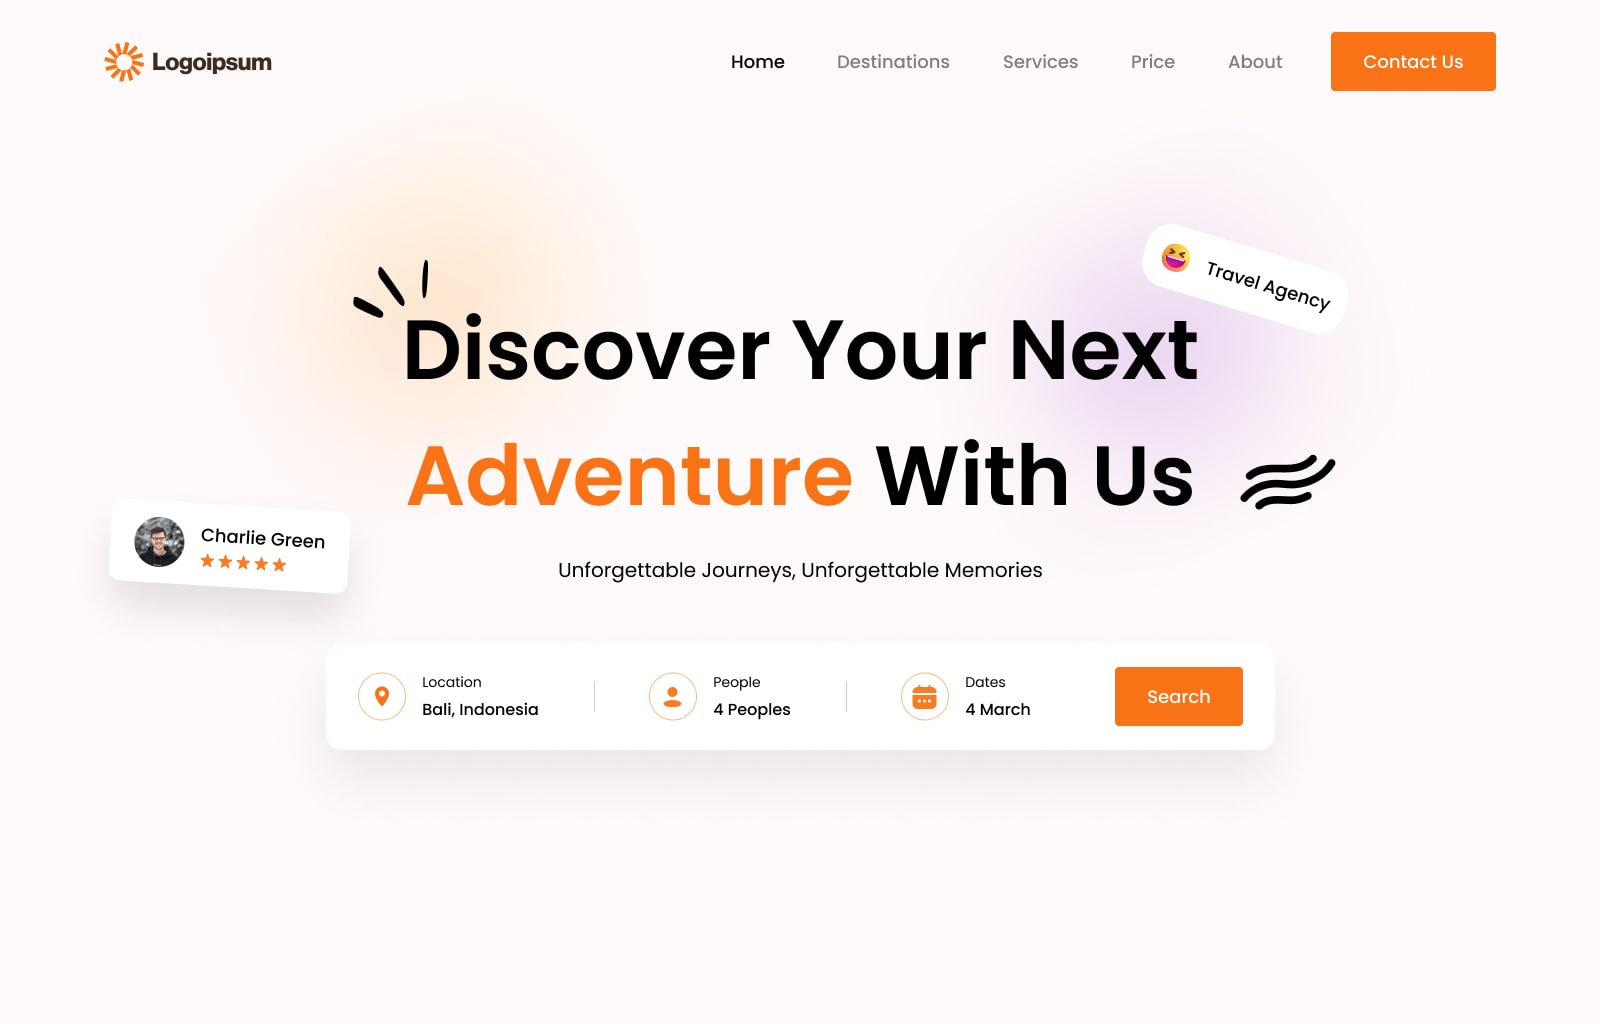 Logoipsum
Home
Destinations
Services
Price
About
Contact Us
Travel Agency
Discover Your Next
Adventure With Us
Charlie Green
Unforgettable Journeys, Unforgettable Memories
Location
Bali, Indonesia
People
4 Peoples
Dates
4 March
Search